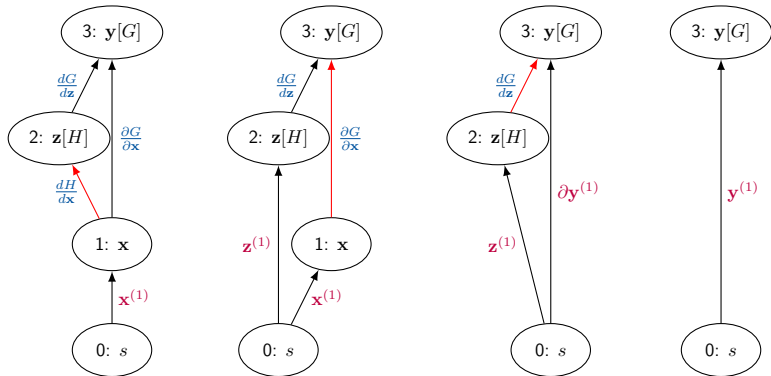 3: y[G]
dG/dz
2: z[H]
∂G/∂x
dH/dx
1: x
x^(1)
0: s
3: y[G]
dG/dz
2: z[H]
∂G/∂x
z^(1)
1: x
x^(1)
0: s
3: y[G]
dG/dz
2: z[H]
∂y^(1)
z^(1)
0: s
3: y[G]
y^(1)
0: s